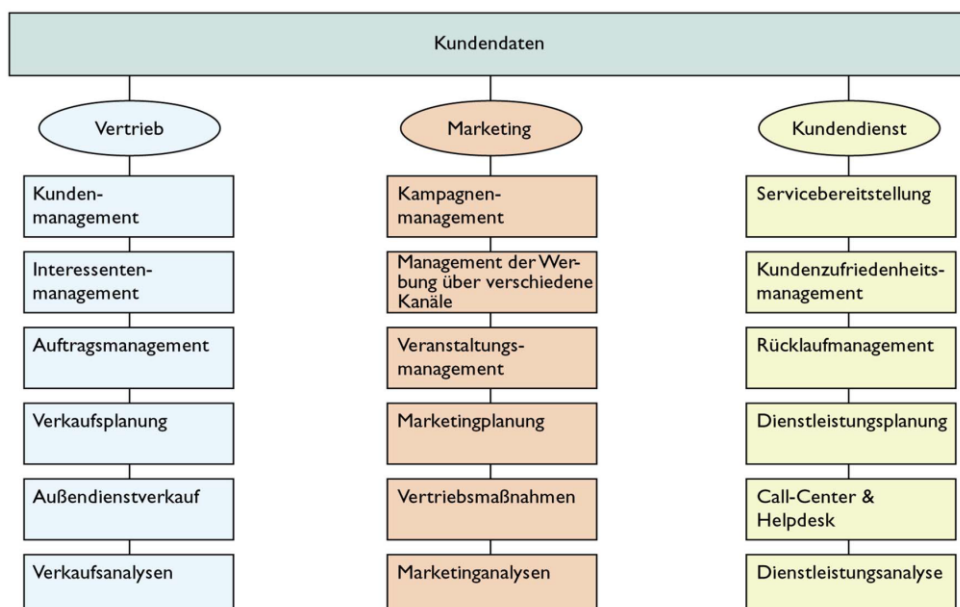 Kundendaten
Vertrieb
Kunden-
management
Interessenten-
management
Auftragsmanagement
Verkaufsplanung
Außendienstverkauf
Verkaufsanalysen
Marketing
Kampagnen-
management
Management der Wer-
bung über verschiedene
Kanäle
Veranstaltungs-
management
Marketingplanung
Vertriebsmaßnahmen
Marketinganalysen
Kundendienst
Servicebereitstellung
Kundenzufriedenheits-
management
Rücklaufmanagement
Dienstleistungsplanung
Call-Center &
Helpdesk
Dienstleistungsanalyse